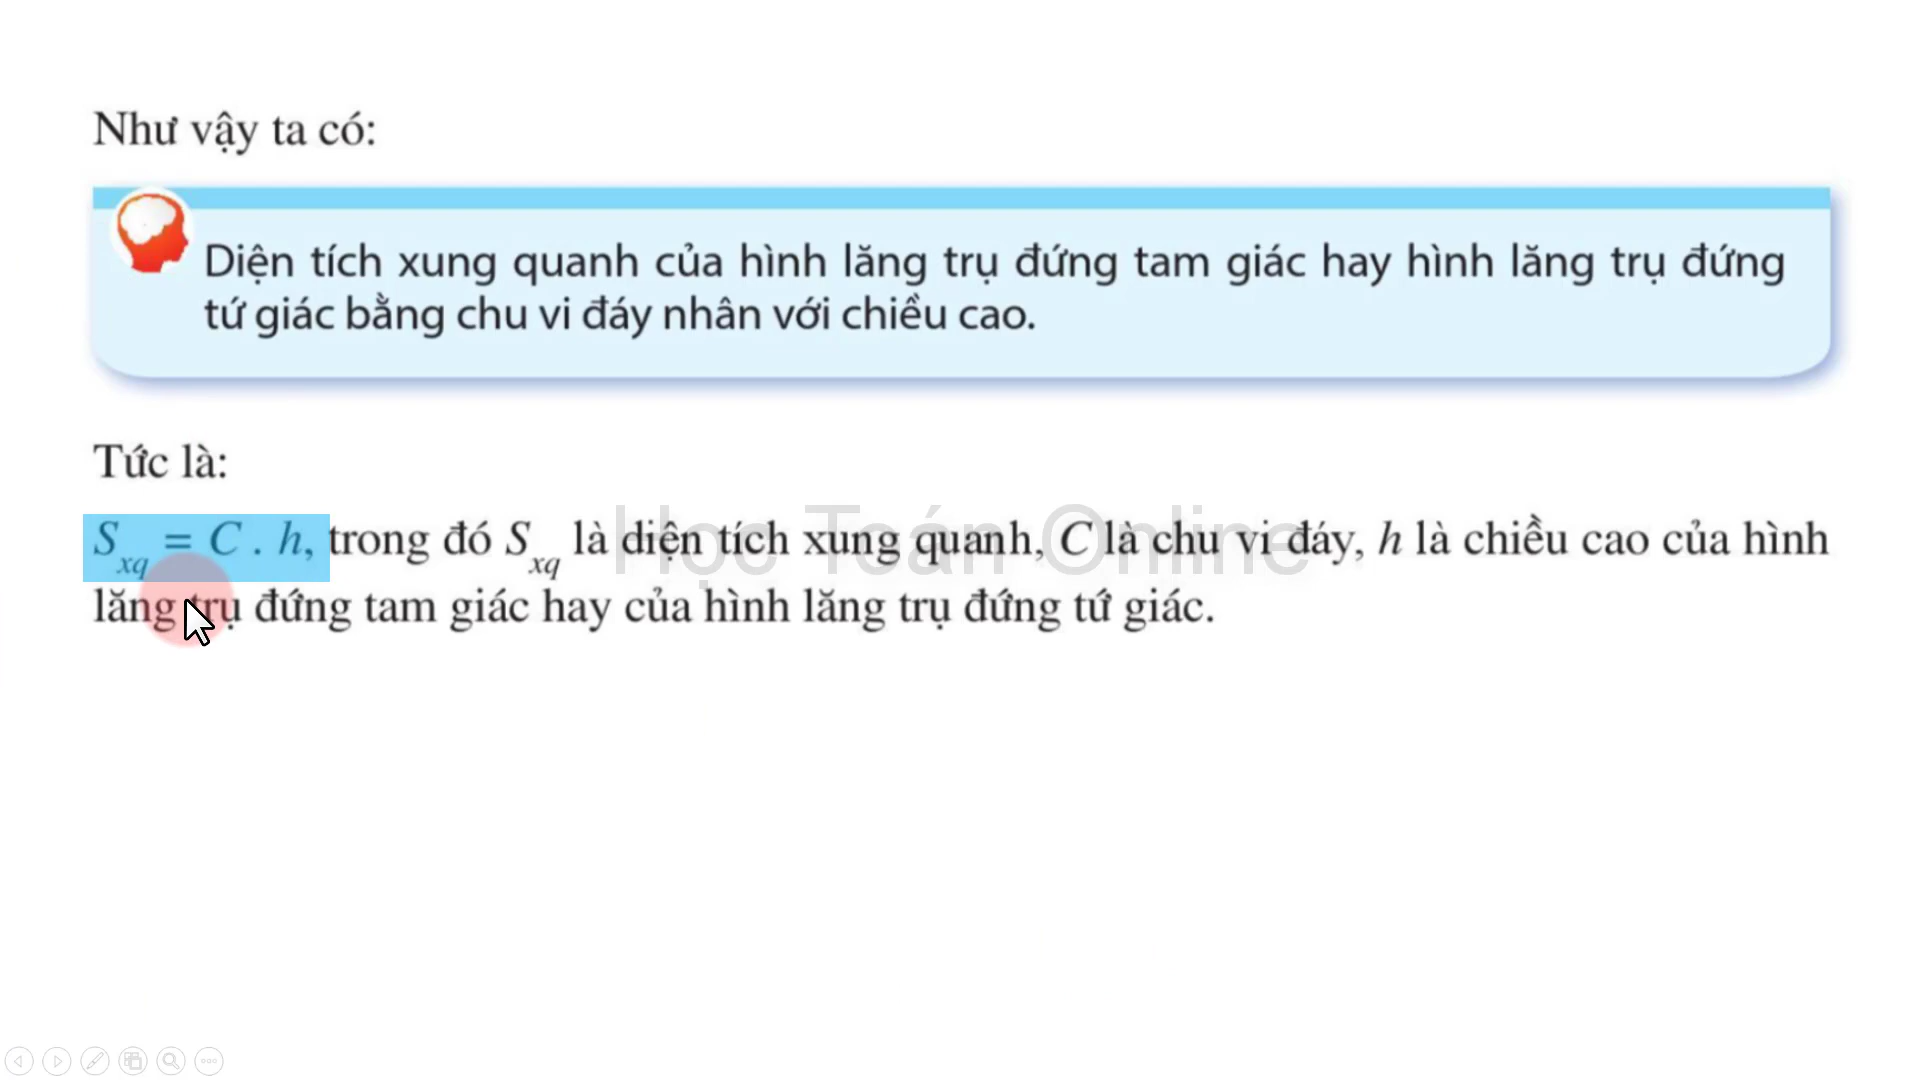 Như vậy ta có:
Diện tích xung quanh của hình lăng trụ đứng tam giác hay hình lăng trụ đứng
tứ giác bằng chu vi đáy nhân với chiều cao.
Tức là:
Sxq = C . h, trong đó Sxq là diện tích xung quanh, C là chu vi đáy, h là chiều cao của hình
lăng trụ đứng tam giác hay của hình lăng trụ đứng tứ giác.
Học Toán Online